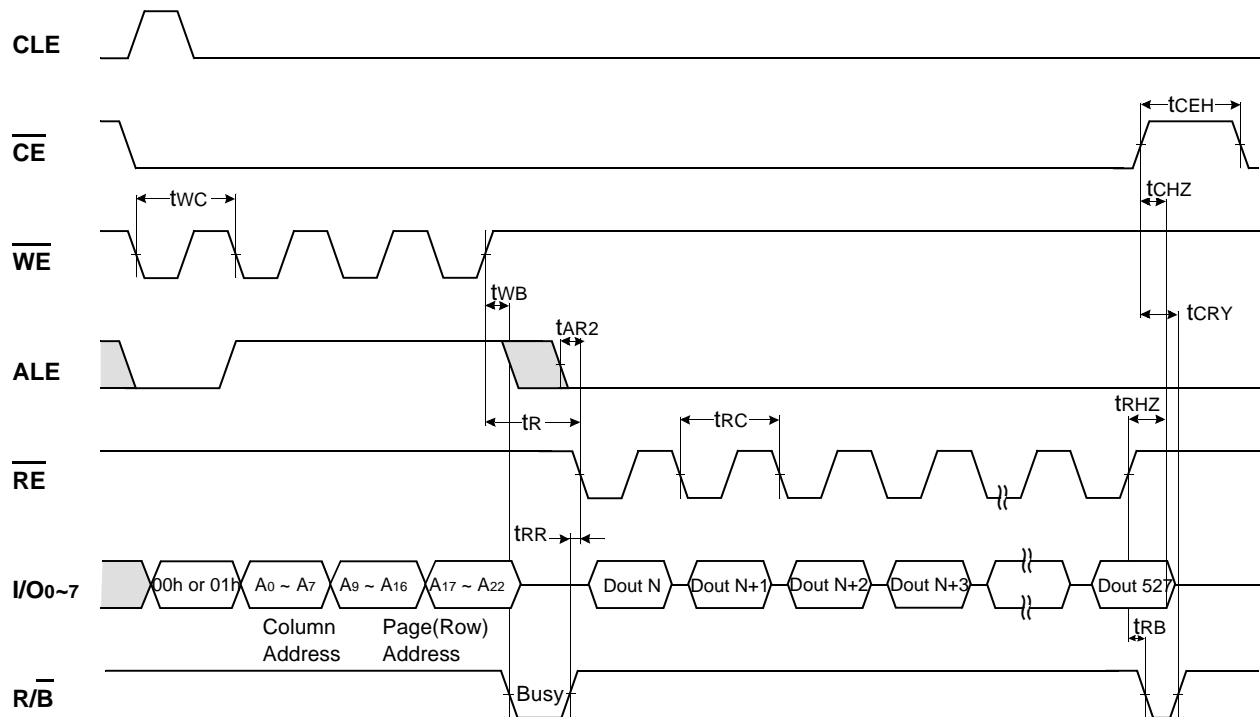 CLE
tCEH
CE
tCHZ
tWC
WE
tWB
tCRY
tAR2
ALE
tRHZ
tR
tRC
RE
tRR
I/O0~7
00h or 01h
A0 ~ A7
A9 ~ A16
A17 ~ A22
Dout N
Dout N+1
Dout N+2
Dout N+3
Dout 527
Column
Address
Page(Row)
Address
tRB
R/B
Busy